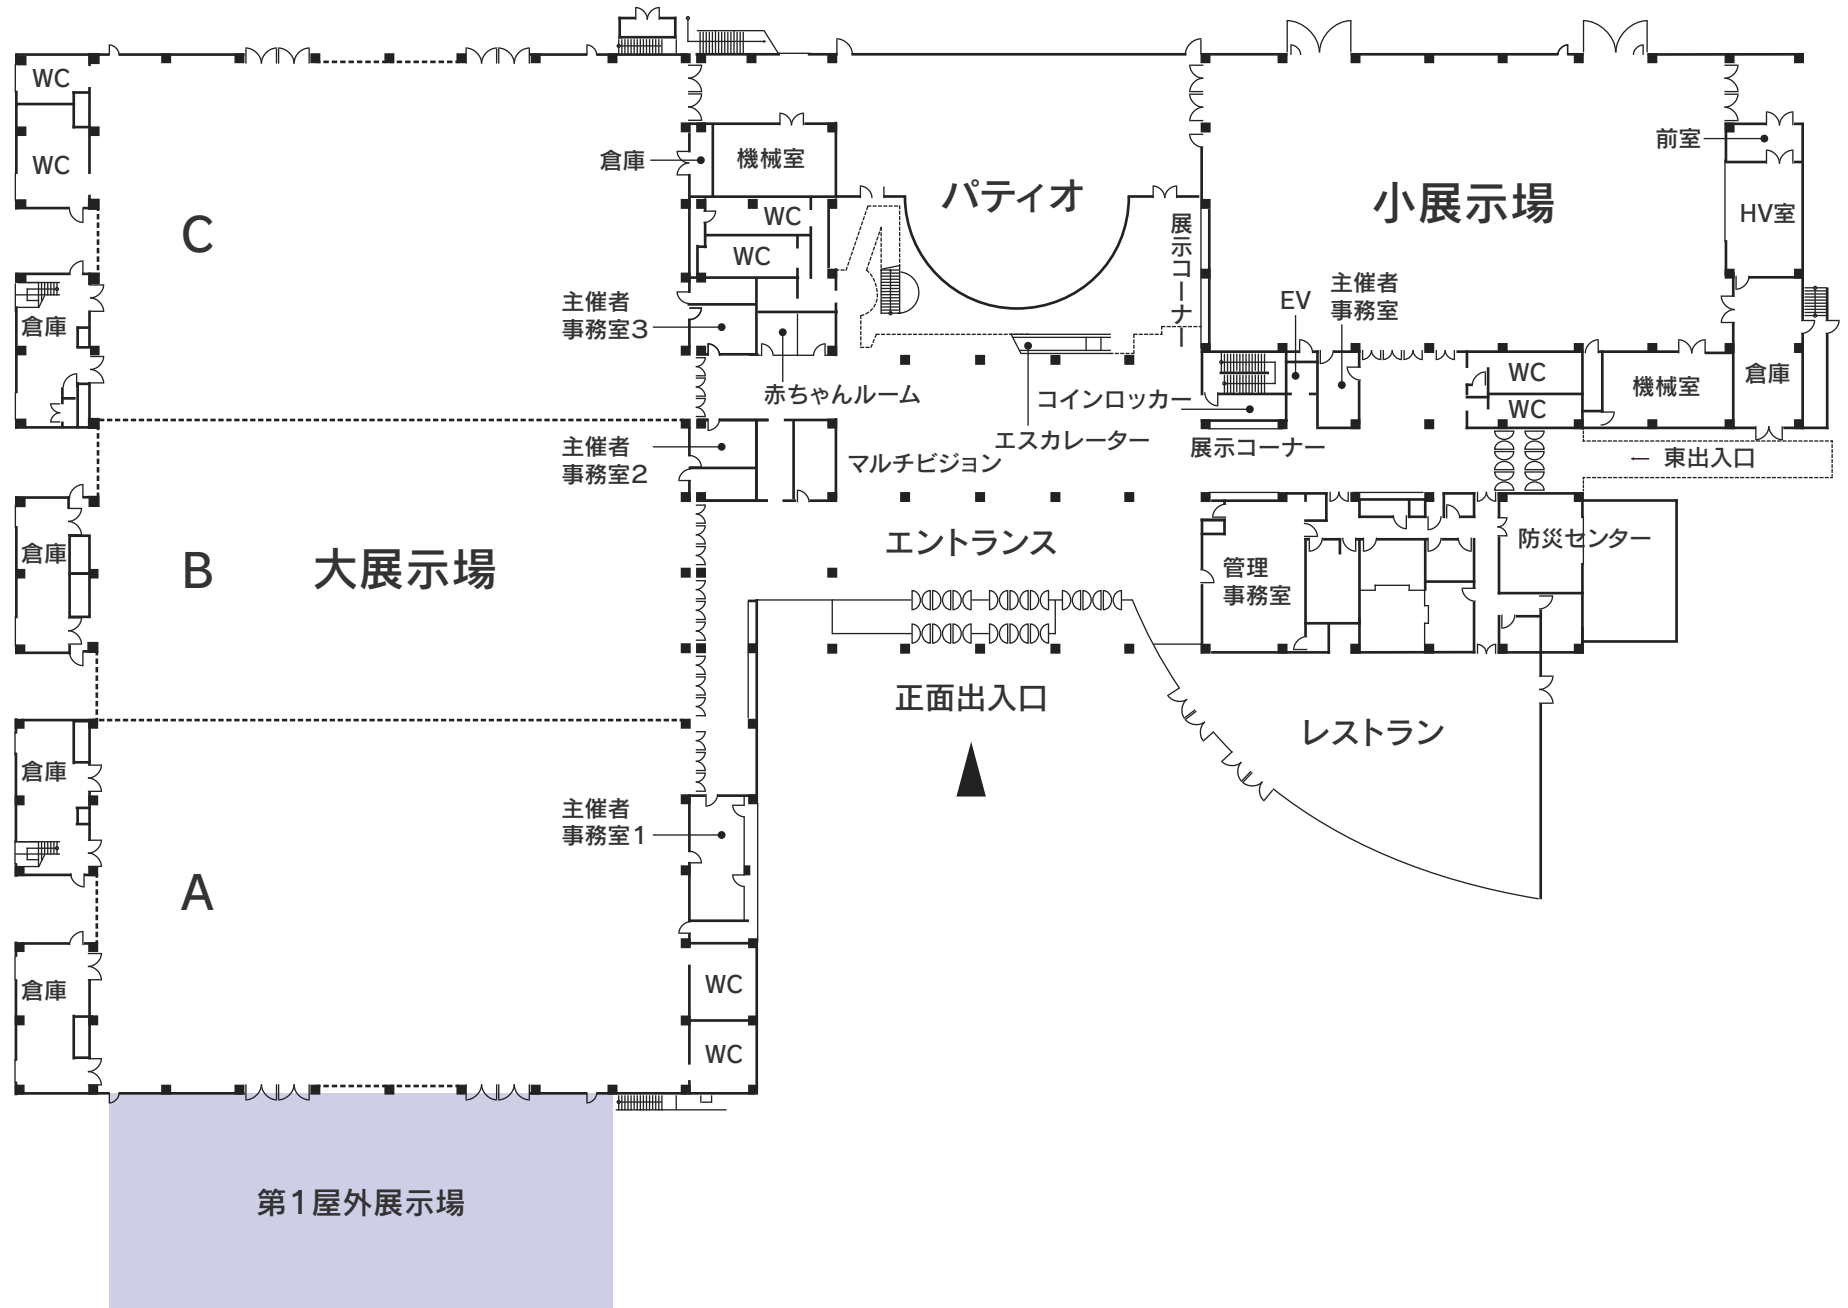 WC
WC
C
倉庫
倉庫
機械室
WC
WC
主催者
事務室3
赤ちゃんルーム
主催者
事務室2
パティオ
展示コーナー
小展示場
前室
HV室
EV
主催者
事務室
コインロッカー
エスカレーター
展示コーナー
マルチビジョン
WC
WC
機械室
倉庫
← 東出入口
倉庫
B
大展示場
エントランス
管理
事務室
防災センター
正面出入口
レストラン
倉庫
主催者
事務室1
A
倉庫
WC
WC
第1屋外展示場